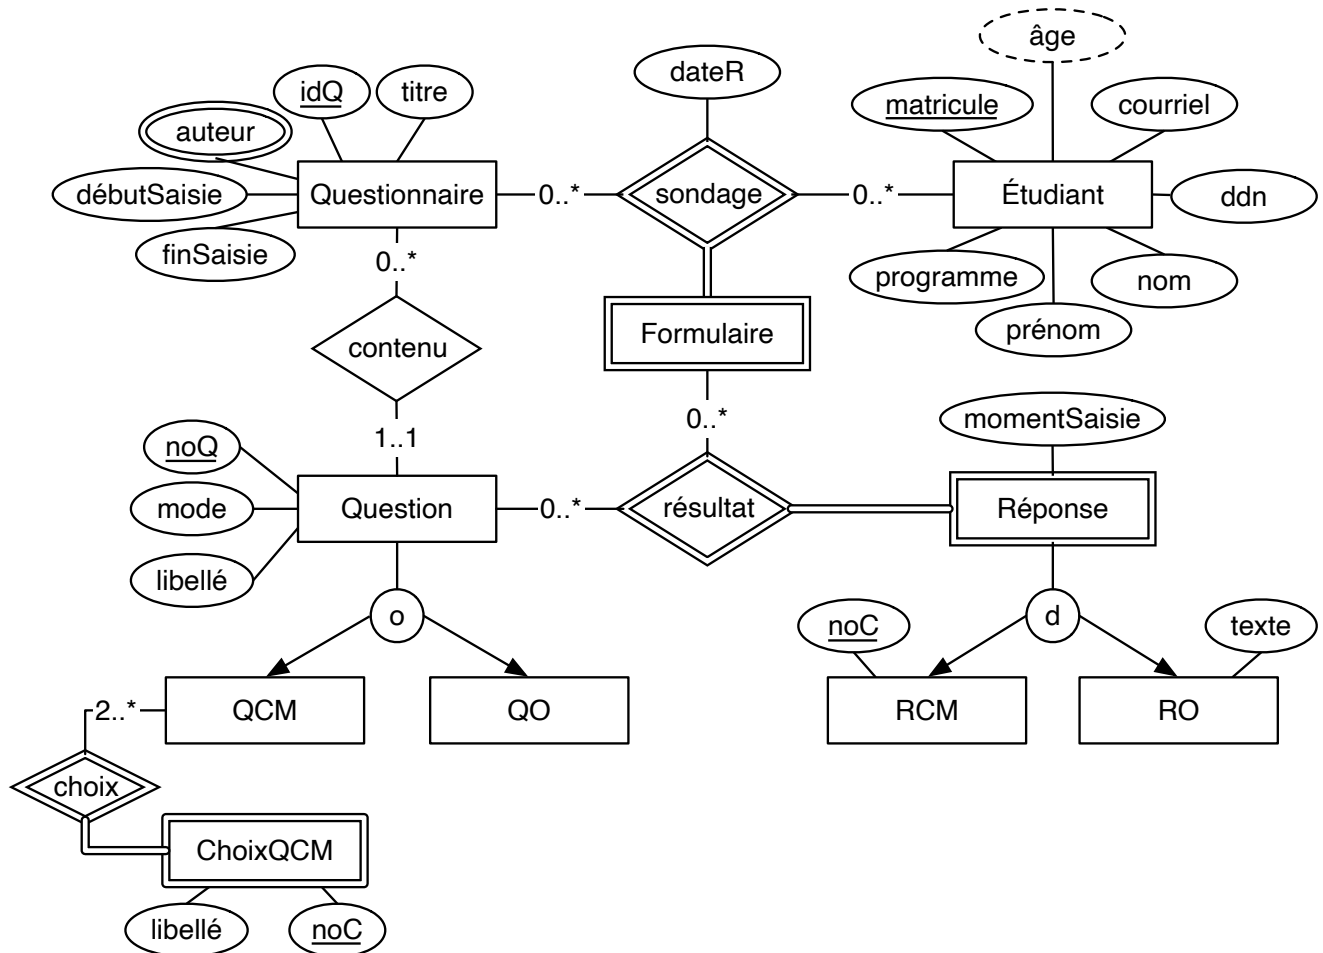 âge
dateR
idQ
titre
matricule
courriel
auteur
débutSaisie
Questionnaire
0..*
sondage
0..*
Étudiant
ddn
finSaisie
0..*
programme
nom
prénom
Formulaire
contenu
0..*
momentSaisie
1..1
noQ
mode
Question
0..*
résultat
Réponse
libellé
o
d
noC
texte
2..*
QCM
QO
RCM
RO
choix
ChoixQCM
libellé
noC